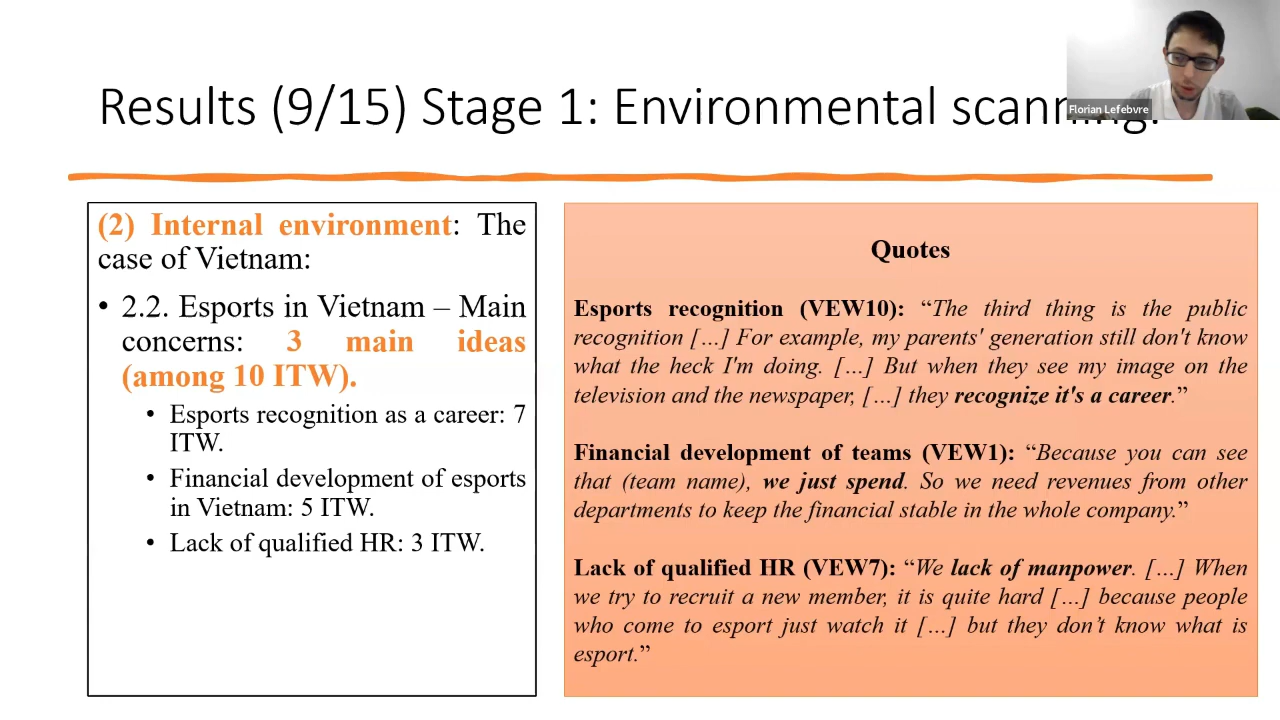 Results (9/15) Stage 1: Environmental scanning.
Florian Lefebvre
(2) Internal environment: The
case of Vietnam:
• 2.2. Esports in Vietnam – Main
concerns: 3 main ideas
(among 10 ITW).
• Esports recognition as a career: 7
ITW.
• Financial development of esports
in Vietnam: 5 ITW.
• Lack of qualified HR: 3 ITW.
Quotes
Esports recognition (VEW10): “The third thing is the public
recognition […] For example, my parents' generation still don't know
what the heck I'm doing. […] But when they see my image on the
television and the newspaper, […] they recognize it's a career.”
Financial development of teams (VEW1): “Because you can see
that (team name), we just spend. So we need revenues from other
departments to keep the financial stable in the whole company.”
Lack of qualified HR (VEW7): “We lack of manpower. […] When
we try to recruit a new member, it is quite hard […] because people
who come to esport just watch it […] but they don’t know what is
esport.”